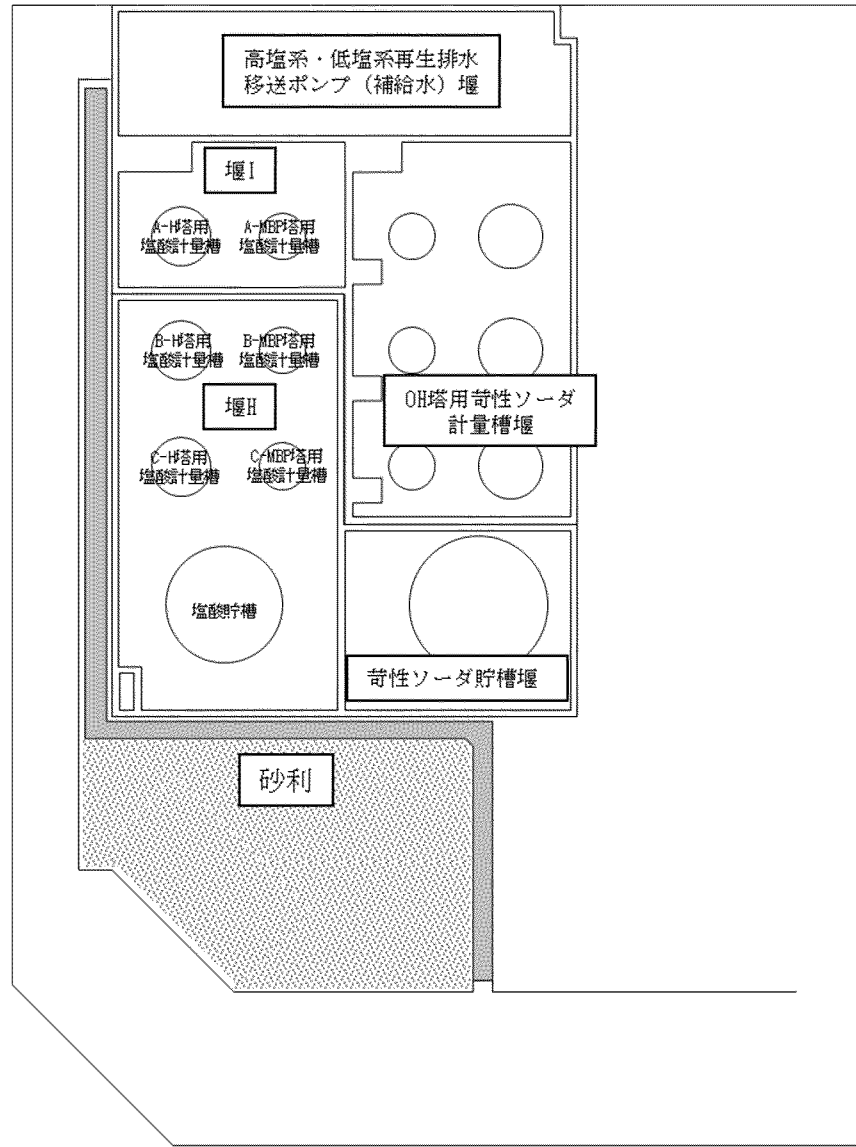 高塩系・低塩系再生排水
移送ポンプ（補給水）堰
堰I
A-H塔用
塩酸計量槽
A-MBP塔用
塩酸計量槽
B-H塔用
塩酸計量槽
B-MBP塔用
塩酸計量槽
堰H
OH塔用苛性ソーダ
計量槽堰
C-H塔用
塩酸計量槽
C-MBP塔用
塩酸計量槽
塩酸貯槽
苛性ソーダ貯槽堰
砂利